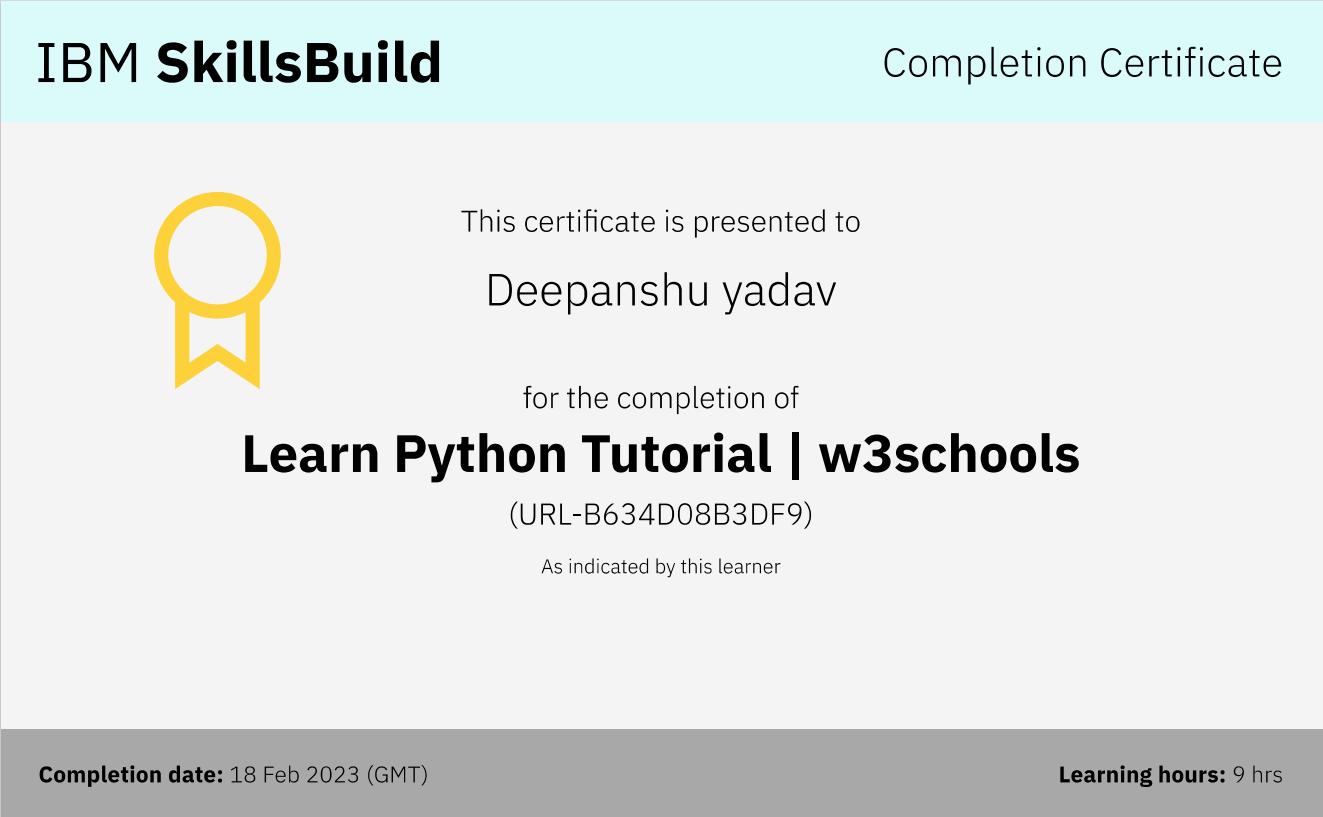 IBM SkillsBuild
Completion Certificate
This certificate is presented to
Deepanshu yadav
for the completion of
Learn Python Tutorial | w3schools
(URL-B634D08B3DF9)
As indicated by this learner
Completion date: 18 Feb 2023 (GMT)
Learning hours: 9 hrs